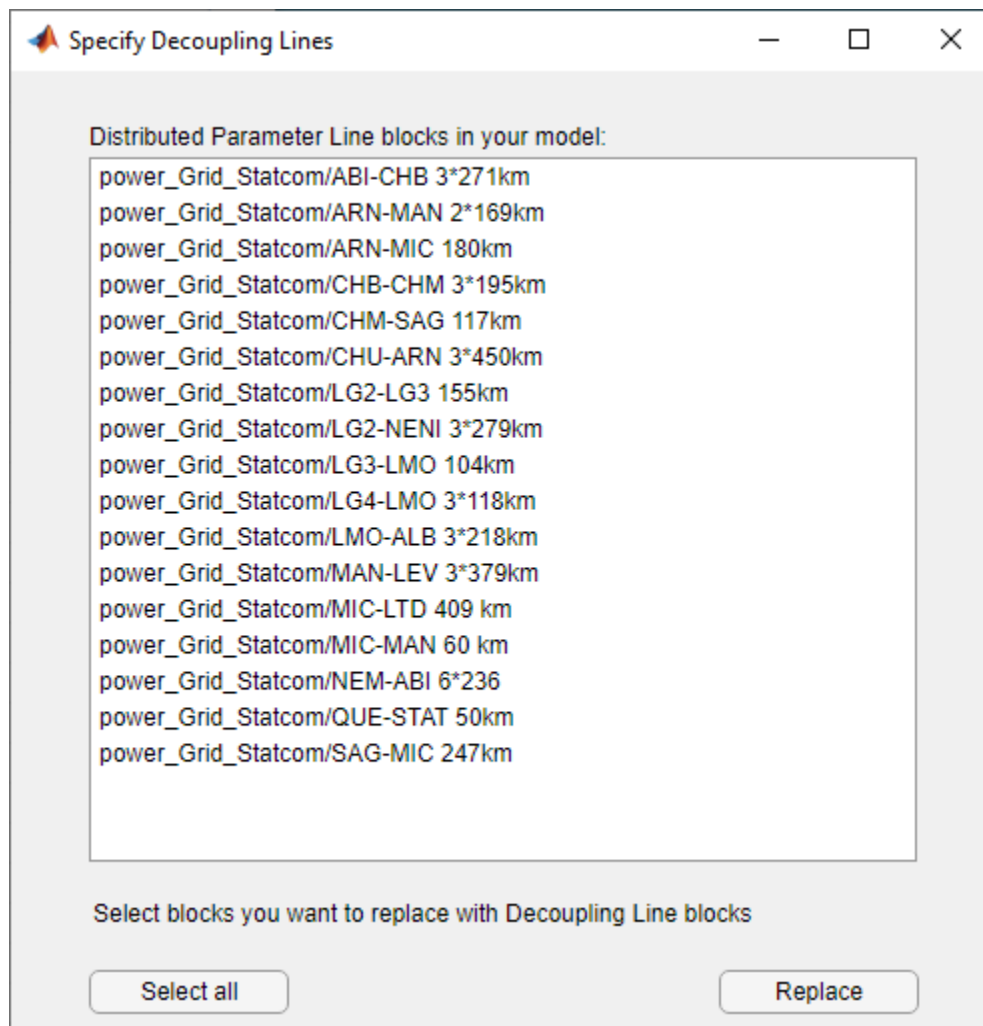 Specify Decoupling Lines
Distributed Parameter Line blocks in your model:
power_Grid_Statcom/ABI-CHB 3*271km
power_Grid_Statcom/ARN-MAN 2*169km
power_Grid_Statcom/ARN-MIC 180km
power_Grid_Statcom/CHB-CHM 3*195km
power_Grid_Statcom/CHM-SAG 117km
power_Grid_Statcom/CHU-ARN 3*450km
power_Grid_Statcom/LG2-LG3 155km
power_Grid_Statcom/LG2-NENI 3*279km
power_Grid_Statcom/LG3-LMO 104km
power_Grid_Statcom/LG4-LMO 3*118km
power_Grid_Statcom/LMO-ALB 3*218km
power_Grid_Statcom/MAN-LEV 3*379km
power_Grid_Statcom/MIC-LTD 409 km
power_Grid_Statcom/MIC-MAN 60 km
power_Grid_Statcom/NEM-ABI 6*236
power_Grid_Statcom/QUE-STAT 50km
power_Grid_Statcom/SAG-MIC 247km
Select blocks you want to replace with Decoupling Line blocks
Select all
Replace